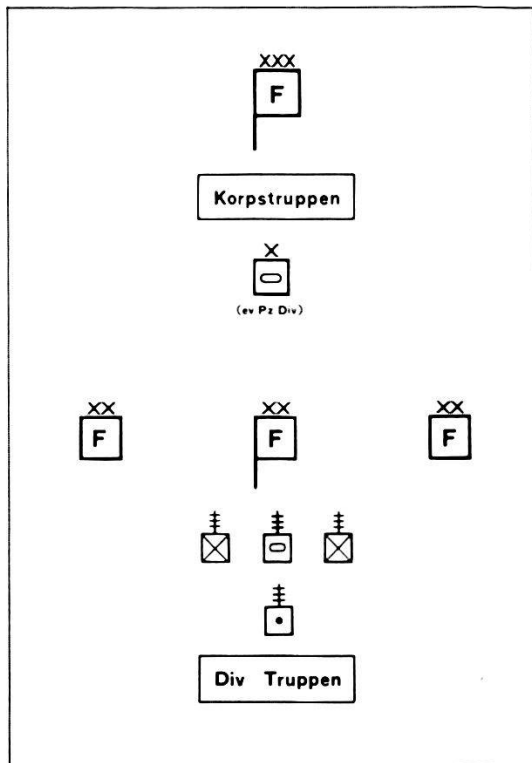 XXX
F
Korpstruppen
X
(ev Pz Div)
XX XX XX
F F F
Div Truppen